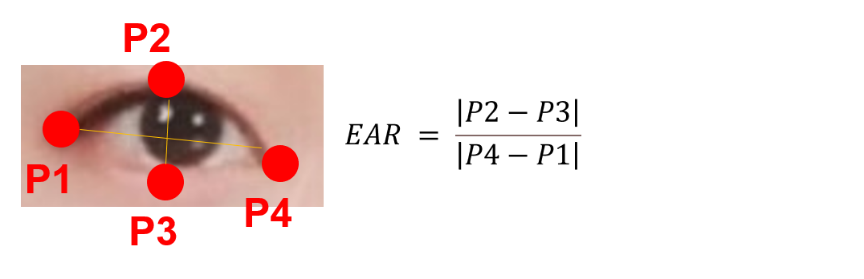 P2
P1
P3
P4
EAR = |P2 − P3| / |P4 − P1|